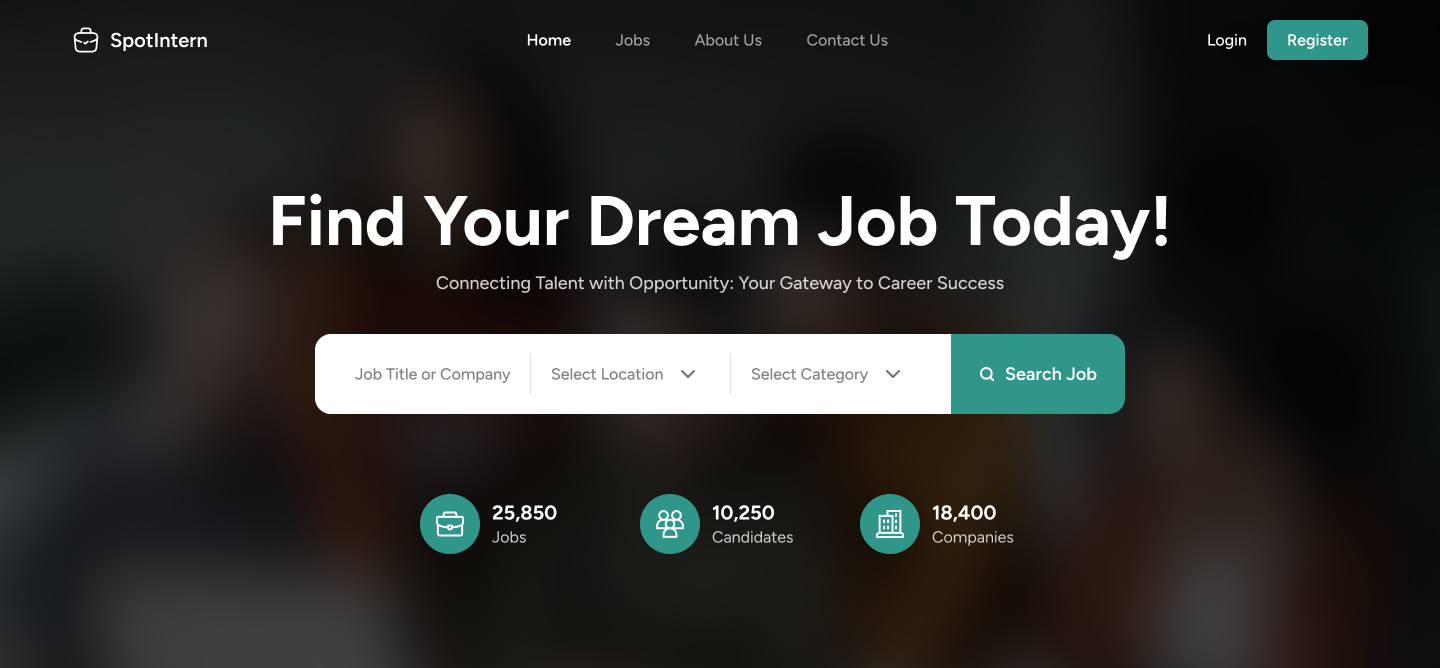 SpotIntern
Home Jobs About Us Contact Us
Login Register
Find Your Dream Job Today!
Connecting Talent with Opportunity: Your Gateway to Career Success
Job Title or Company Select Location Select Category Search Job
25,850 10,250 18,400
Jobs Candidates Companies